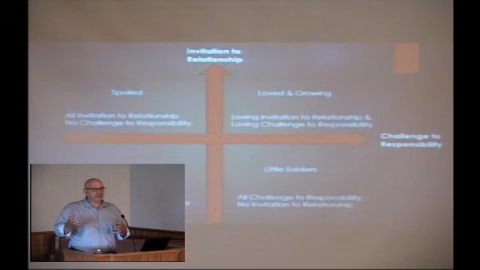 Invitation to
Relationship
Spoiled
All Invitation to Relationship
No Challenge to Responsibility
Loved & Growing
Loving Invitation to Relationship &
Loving Challenge to Responsibility
Challenge to
Responsibility
Little Soldiers
All Challenge to Responsibility
No Invitation to Relationship